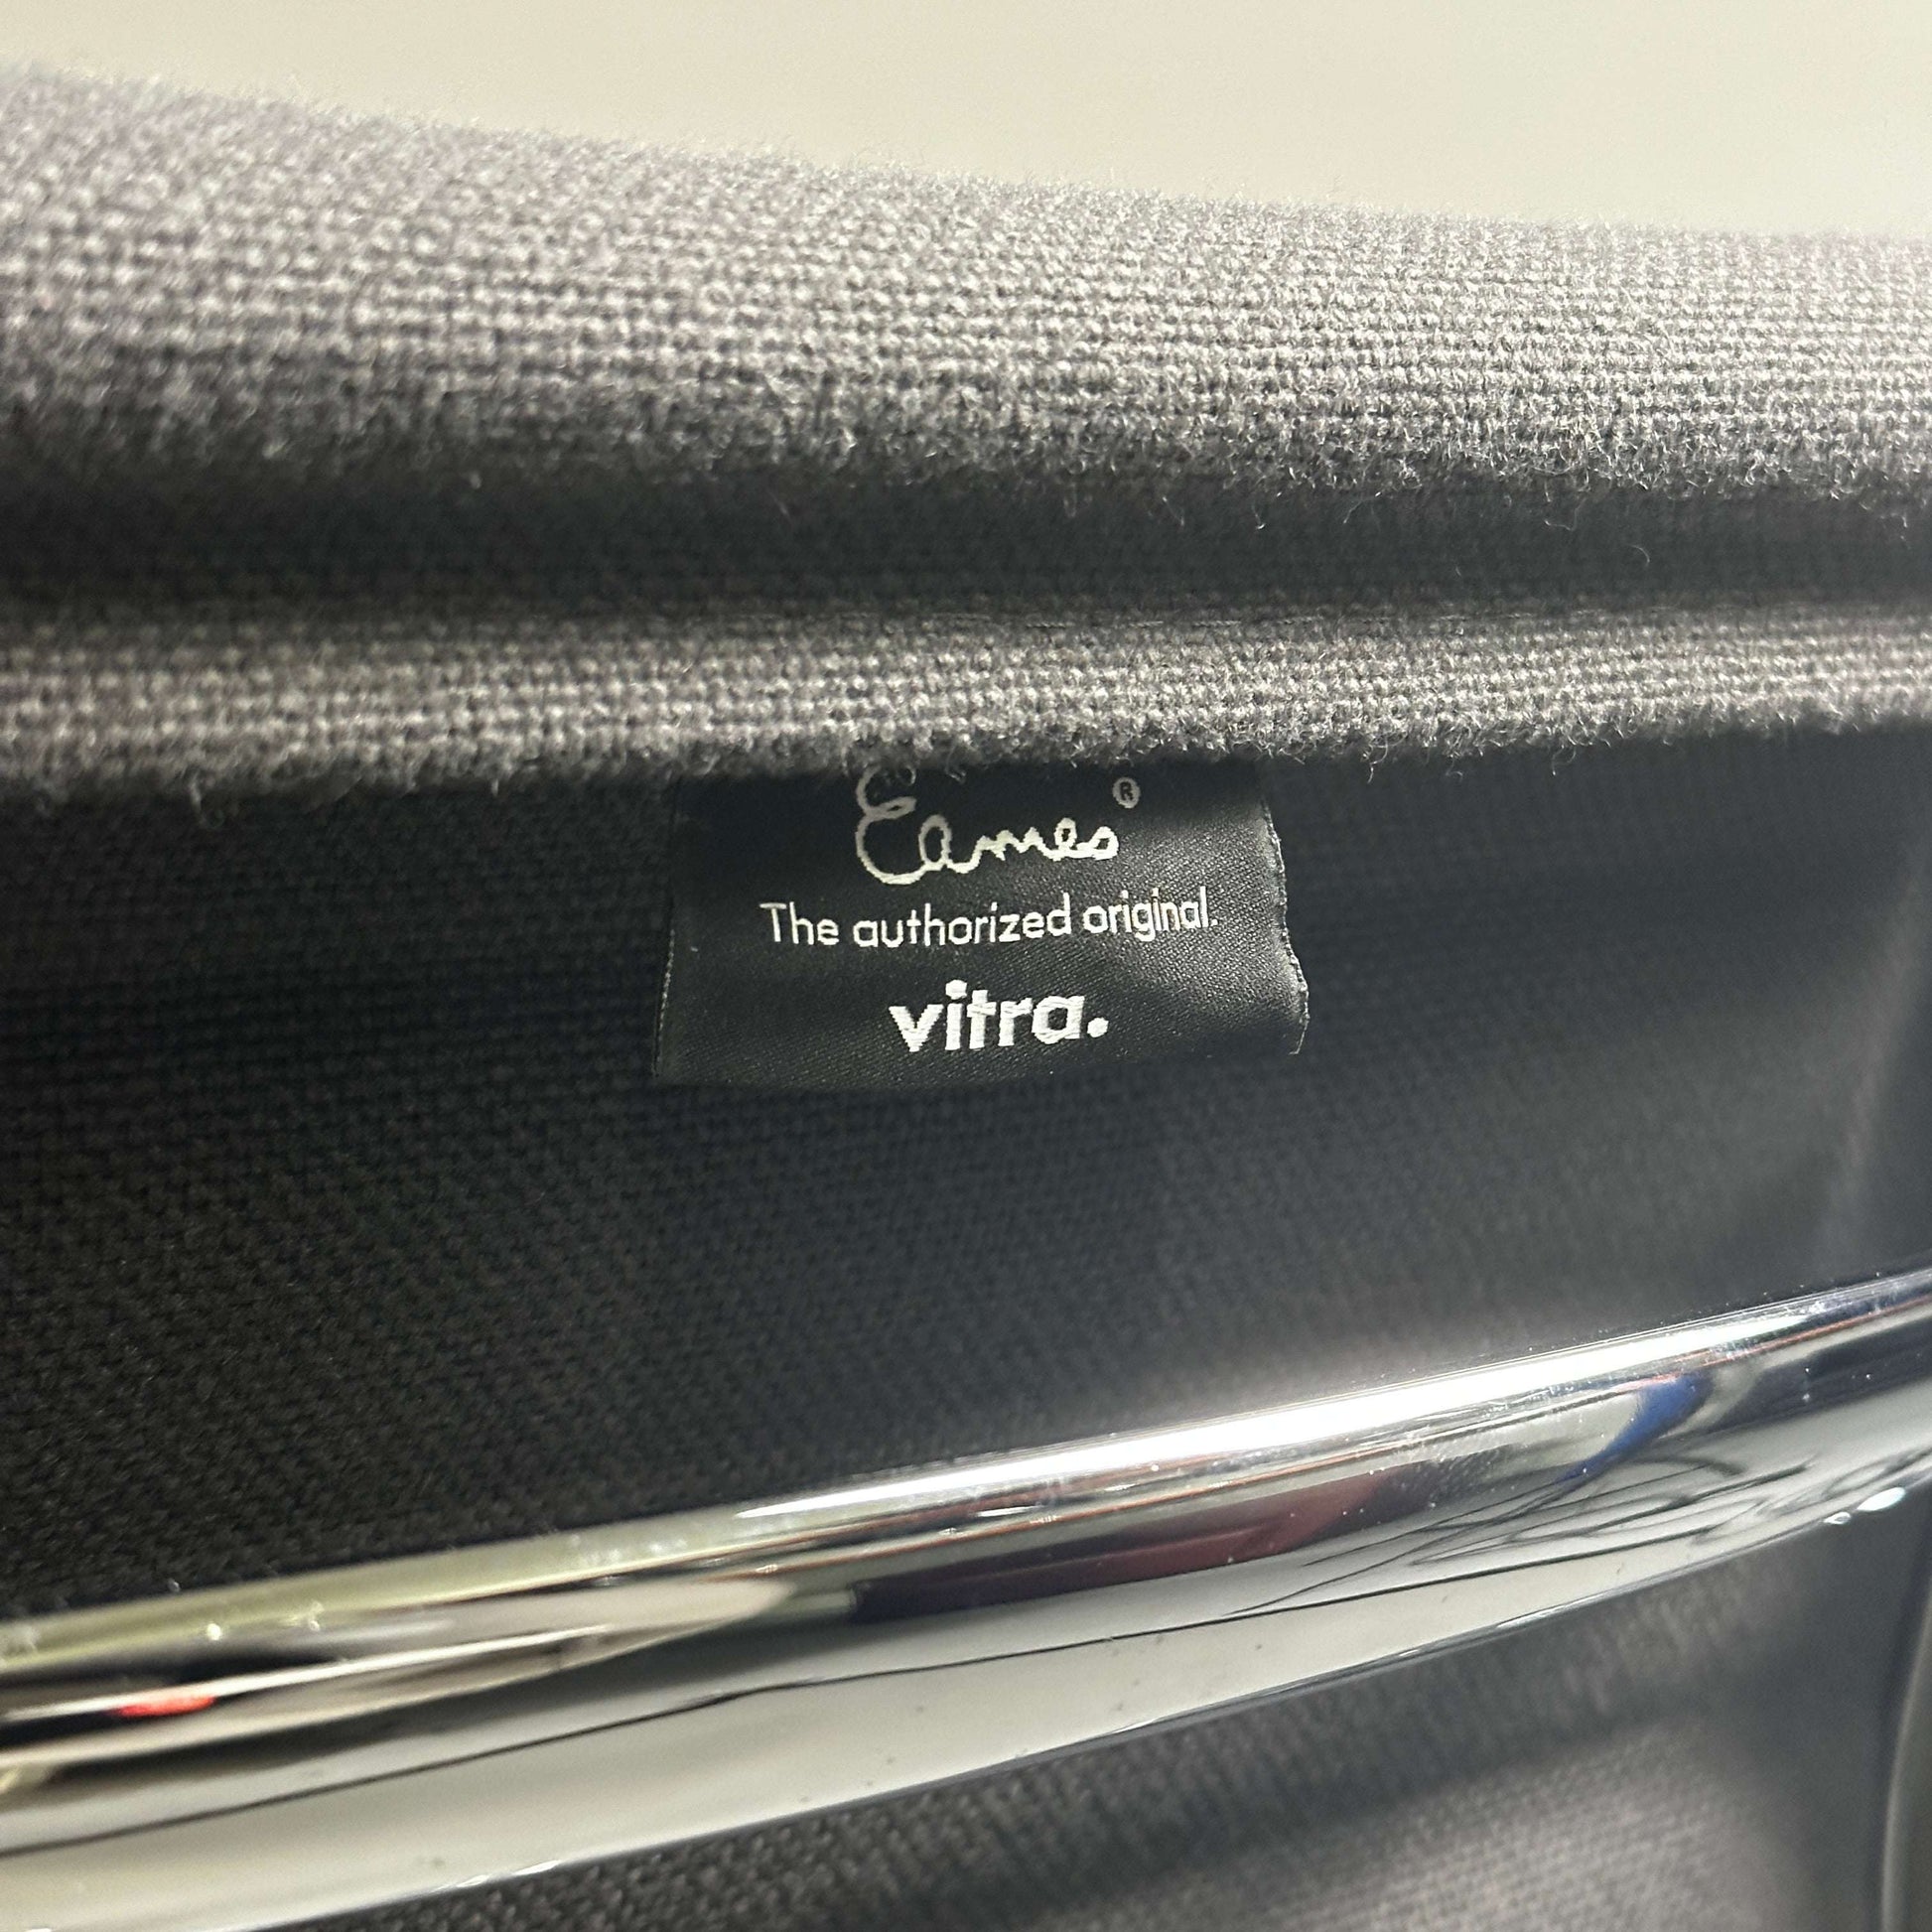 Eames®
The authorized original.
vitra.